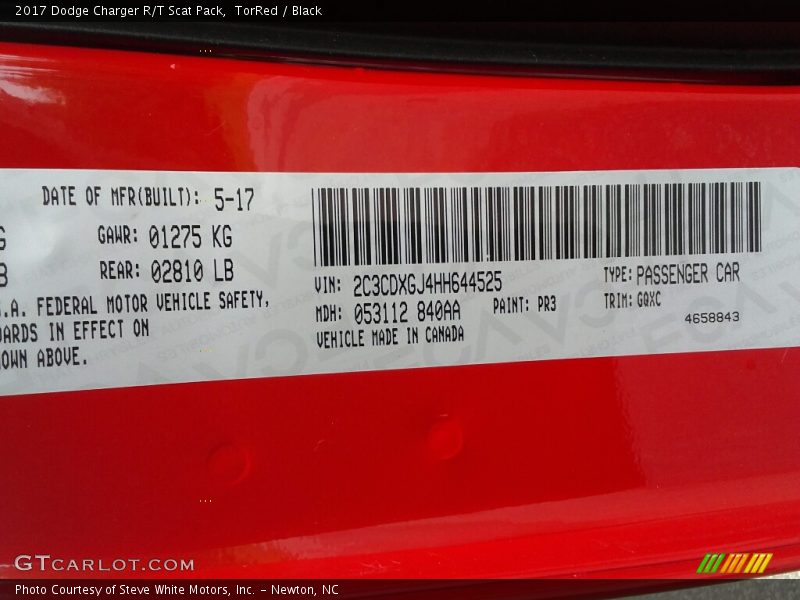 2017 Dodge Charger R/T Scat Pack, TorRed / Black
DATE OF MFR(BUILT): 5-17
G GAWR: 01275 KG
B REAR: 02810 LB
.A. FEDERAL MOTOR VEHICLE SAFETY,
DARDS IN EFFECT ON
OWN ABOVE.
VIN: 2C3CDXGJ4HH644525
TYPE: PASSENGER CAR
MDH: 053112 840AA PAINT: PR3
TRIM: GQXC
VEHICLE MADE IN CANADA
4658843
GTCARLOT.COM
Photo Courtesy of Steve White Motors, Inc. - Newton, NC